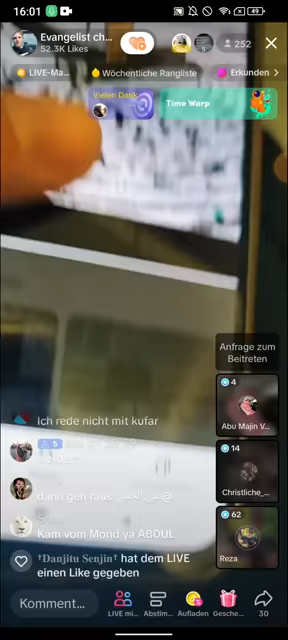 16:01
49
Evangelist ch...
52.3K Likes
5
252
LIVE-Ma...
Wöchentliche Rangliste
Erkunden
Vielen Dank
Time Warp
Anfrage zum
Beitreten
4
Abu Majin V...
14
Christliche_...
62
Reza
Ich rede nicht mit kufar
5
dann geh raus
Kam vom Mond ya ABDUL
†Danjitu Senjin† hat dem LIVE
einen Like gegeben
Komment...
LIVE mi...
Abstim...
Aufladen
Gesche...
30